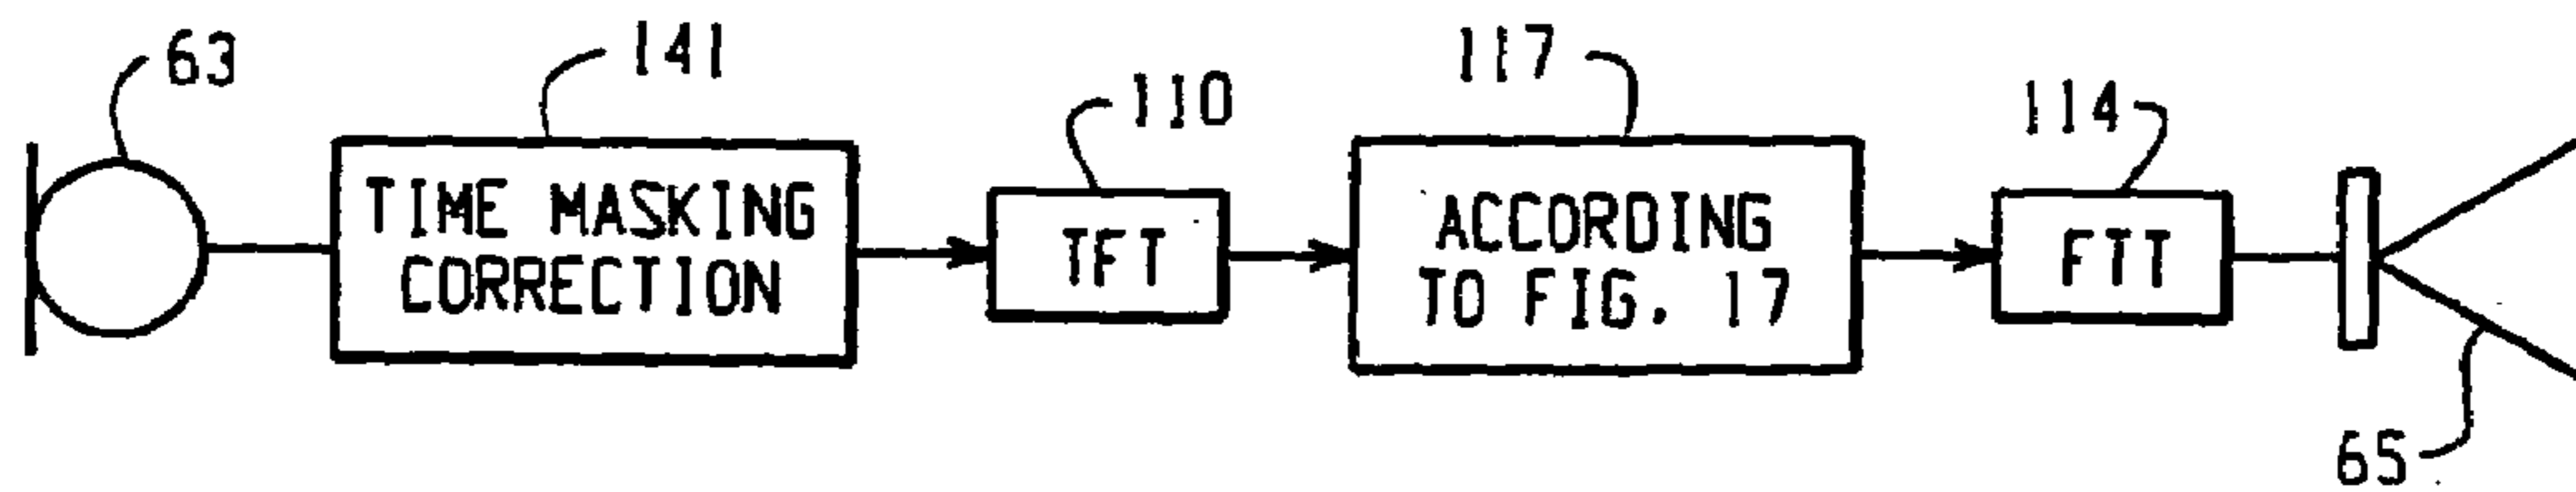 63
141
TIME MASKING
CORRECTION
110
TFT
117
ACCORDING
TO FIG. 17
114
FTT
65